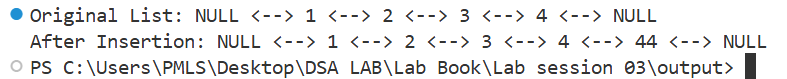 Original List: NULL <--> 1 <--> 2 <--> 3 <--> 4 <--> NULL
After Insertion: NULL <--> 1 <--> 2 <--> 3 <--> 4 <--> 44 <--> NULL
PS C:\Users\PMLS\Desktop\DSA LAB\Lab Book\Lab session 03\output>